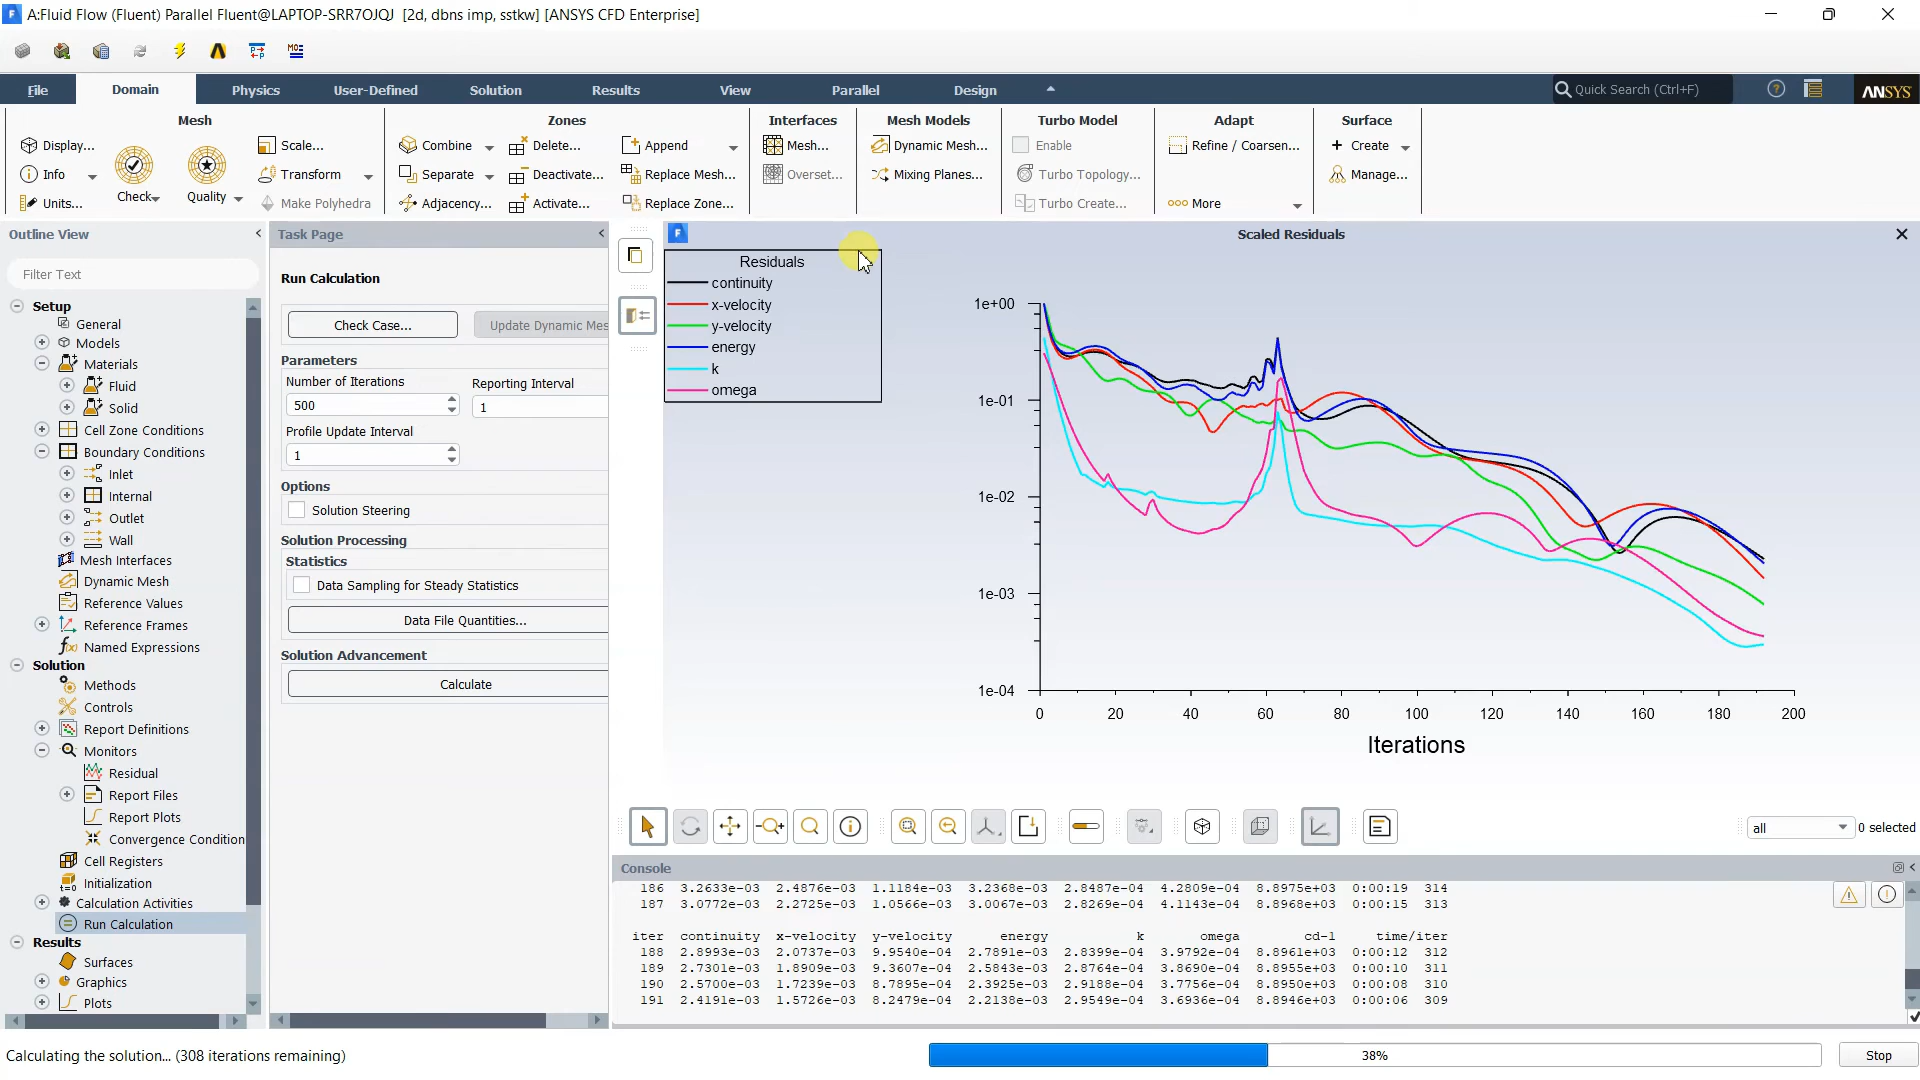 A:Fluid Flow (Fluent) Parallel Fluent@LAPTOP-SRR7OJQJ [2d, dbns imp, sstkw] [ANSYS CFD Enterprise]
File Domain Physics User-Defined Solution Results View Parallel Design Quick Search (Ctrl+F) ANSYS
Mesh Zones Interfaces Mesh Models Turbo Model Adapt Surface
Display... Scale... Combine Delete... Append Mesh... Dynamic Mesh... Enable Refine / Coarsen... Create
Info Transform Separate Deactivate... Replace Mesh... Overset... Mixing Planes... Turbo Topology... Manage...
Check Quality
Units... Make Polyhedra Adjacency... Activate... Replace Zone... Turbo Create... More
Outline View
Filter Text
Setup
General
Models
Materials
Fluid
Solid
Cell Zone Conditions
Boundary Conditions
Inlet
Internal
Outlet
Wall
Mesh Interfaces
Dynamic Mesh
Reference Values
Reference Frames
Named Expressions
Solution
Methods
Controls
Report Definitions
Monitors
Residual
Report Files
Report Plots
Convergence Condition
Cell Registers
Initialization
Calculation Activities
Run Calculation
Results
Surfaces
Graphics
Plots
Task Page
Run Calculation
Check Case... Update Dynamic Mes
Parameters
Number of Iterations Reporting Interval
500 1
Profile Update Interval
1
Options
Solution Steering
Solution Processing
Statistics
Data Sampling for Steady Statistics
Data File Quantities...
Solution Advancement
Calculate
Scaled Residuals
Residuals
continuity
x-velocity
y-velocity
energy
k
omega
1e+00
1e-01
1e-02
1e-03
1e-04
0 20 40 60 80 100 120 140 160 180 200
Iterations
all 0 selected
Console
186 3.2633e-03 2.4876e-03 1.1184e-03 3.2368e-03 2.8487e-04 4.2809e-04 8.8975e+03 0:00:19 314
187 3.0772e-03 2.2725e-03 1.0566e-03 3.0067e-03 2.8269e-04 4.1143e-04 8.8968e+03 0:00:15 313
iter continuity x-velocity y-velocity energy k omega cd-1 time/iter
188 2.8993e-03 2.0737e-03 9.9540e-04 2.7891e-03 2.8399e-04 3.9792e-04 8.8961e+03 0:00:12 312
189 2.7301e-03 1.8909e-03 9.3607e-04 2.5843e-03 2.8764e-04 3.8690e-04 8.8955e+03 0:00:10 311
190 2.5700e-03 1.7239e-03 8.7895e-04 2.3925e-03 2.9188e-04 3.7756e-04 8.8950e+03 0:00:08 310
191 2.4191e-03 1.5726e-03 8.2479e-04 2.2138e-03 2.9549e-04 3.6936e-04 8.8946e+03 0:00:06 309
Calculating the solution... (308 iterations remaining) 38% Stop